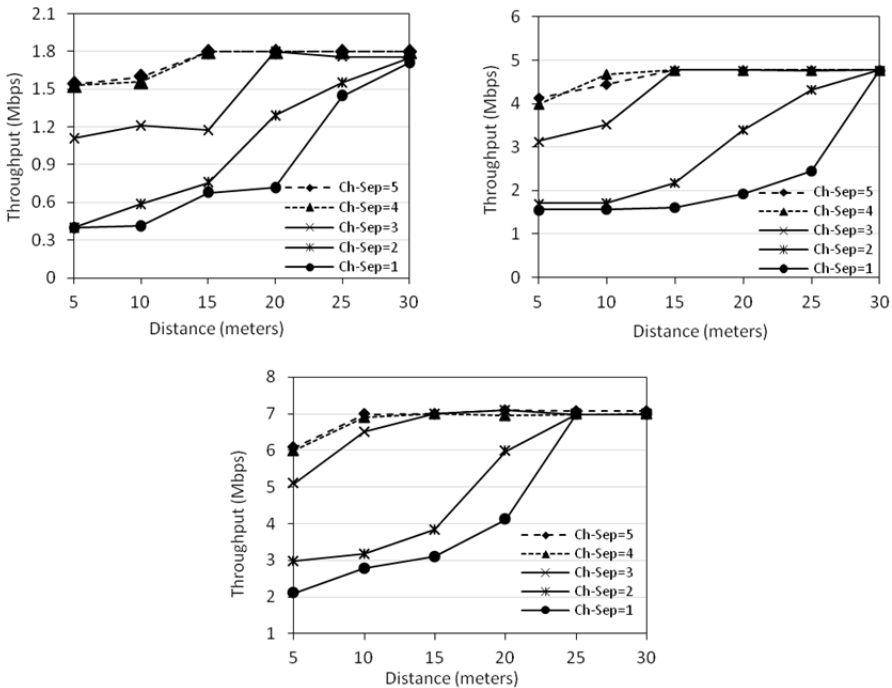 Throughput (Mbps)
2.1
1.8
1.5
1.2
0.9
0.6
0.3
0
Ch-Sep=5
Ch-Sep=4
Ch-Sep=3
Ch-Sep=2
Ch-Sep=1
5 10 15 20 25 30
Distance (meters)
Throughput (Mbps)
6
5
4
3
2
1
0
Ch-Sep=5
Ch-Sep=4
Ch-Sep=3
Ch-Sep=2
Ch-Sep=1
5 10 15 20 25 30
Distance (meters)
Throughput (Mbps)
8
7
6
5
4
3
2
1
Ch-Sep=5
Ch-Sep=4
Ch-Sep=3
Ch-Sep=2
Ch-Sep=1
5 10 15 20 25 30
Distance (meters)